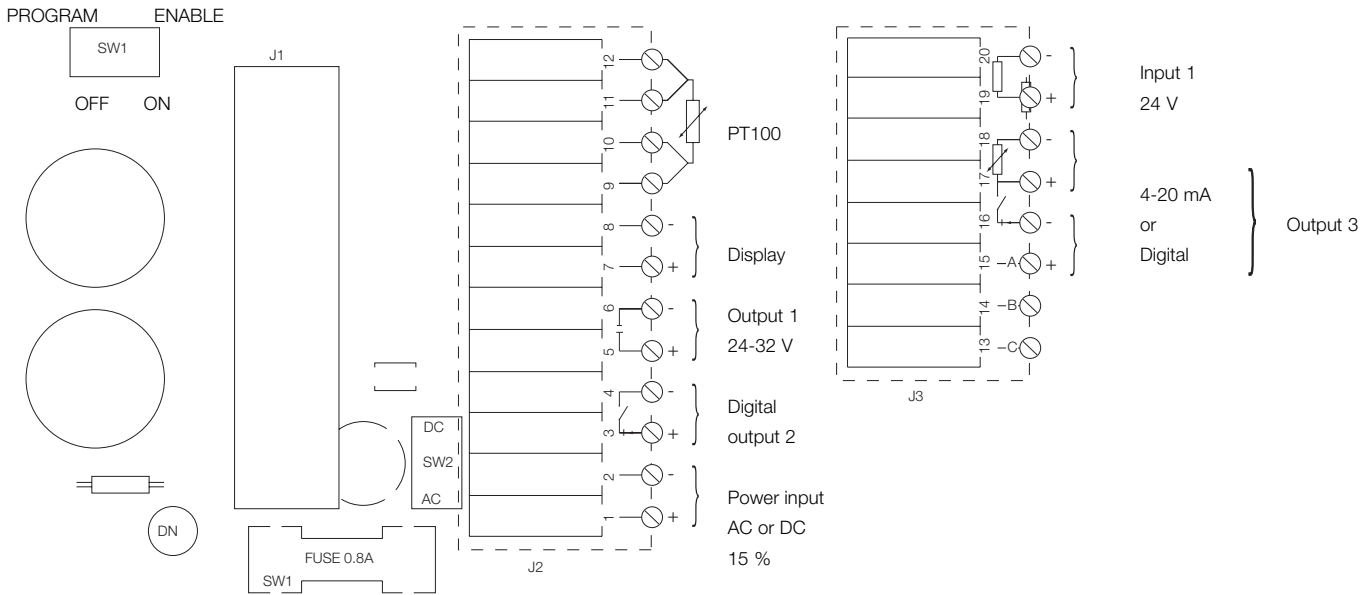 PROGRAM ENABLE
SW1
OFF ON
J1
DN
FUSE 0.8A
SW1
DC
SW2
AC
12
11
10
9
8 -
7 +
6 -
5 +
4 -
3 +
2 -
1 +
J2
PT100
Display
Output 1
24-32 V
Digital
output 2
Power input
AC or DC
15 %
20 -
19 +
18 -
17 +
16 -
15 A +
14 B
13 C
J3
Input 1
24 V
4-20 mA
or
Digital
Output 3